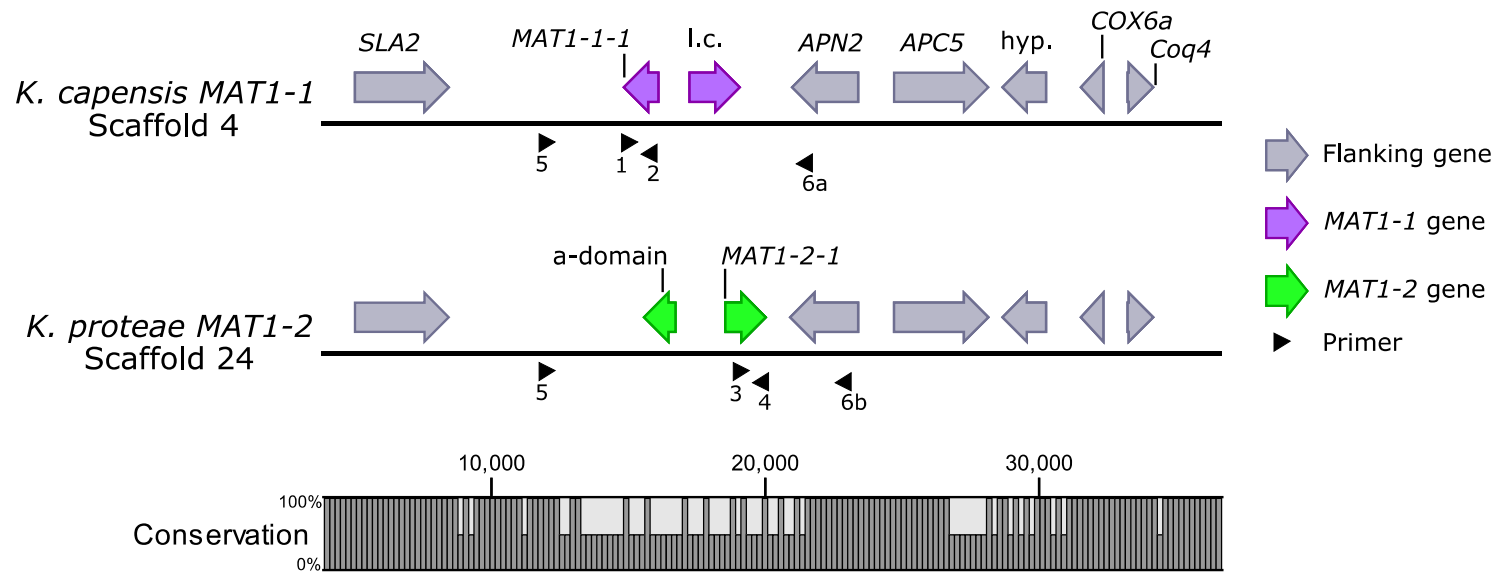 SLA2
MAT1-1-1
l.c.
APN2
APC5
hyp.
COX6a
Coq4
K. capensis MAT1-1
Scaffold 4
5
1
2
6a
Flanking gene
MAT1-1 gene
MAT1-2 gene
Primer
a-domain
MAT1-2-1
K. proteae MAT1-2
Scaffold 24
5
3
4
6b
10,000
20,000
30,000
100%
Conservation
0%